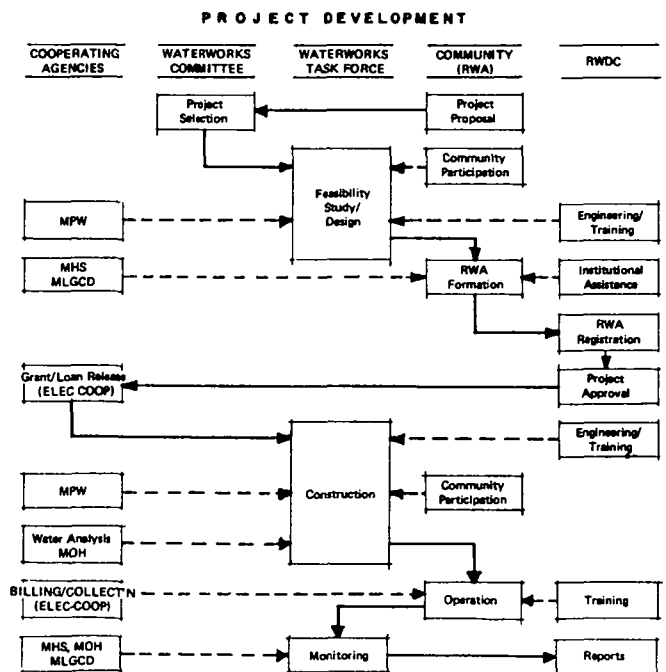 PROJECT DEVELOPMENT
COOPERATING
AGENCIES
WATERWORKS
COMMITTEE
WATERWORKS
TASK FORCE
COMMUNITY
(RWA)
RWDC
Project
Selection
Project
Proposal
Community
Participation
Feasibility
Study/
Design
MPW
Engineering/
Training
MHS
MLGCD
RWA
Formation
Institutional
Assistance
RWA
Registration
Grant/Loan Release
(ELEC COOP)
Project
Approval
Engineering/
Training
MPW
Construction
Community
Participation
Water Analysis
MOH
BILLING/COLLECT'N
(ELEC-COOP)
Operation
Training
MHS, MOH
MLGCD
Monitoring
Reports